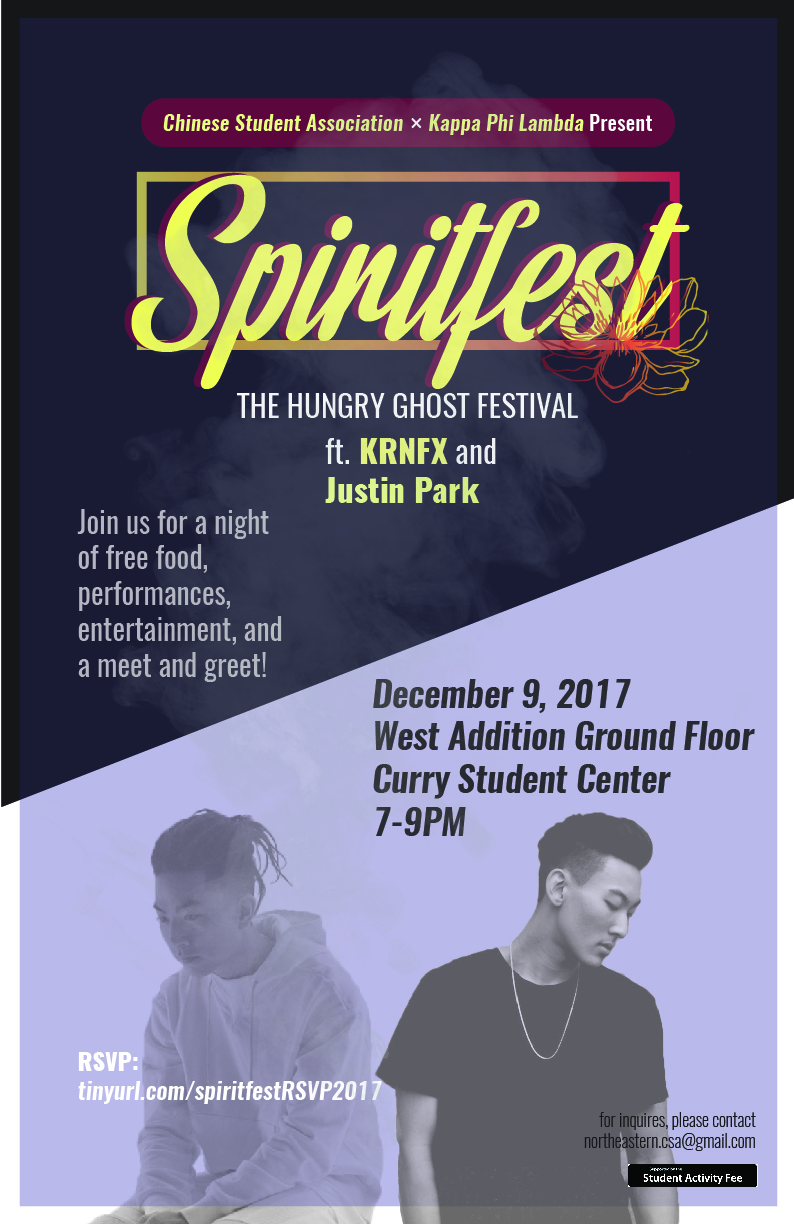 Chinese Student Association × Kappa Phi Lambda Present
Spiritfest
THE HUNGRY GHOST FESTIVAL
ft. KRNFX and
Justin Park
Join us for a night
of free food,
performances,
entertainment, and
a meet and greet!
December 9, 2017
West Addition Ground Floor
Curry Student Center
7-9PM
RSVP:
tinyurl.com/spiritfestRSVP2017
for inquires, please contact
northeastern.csa@gmail.com
Supported by the
Student Activity Fee